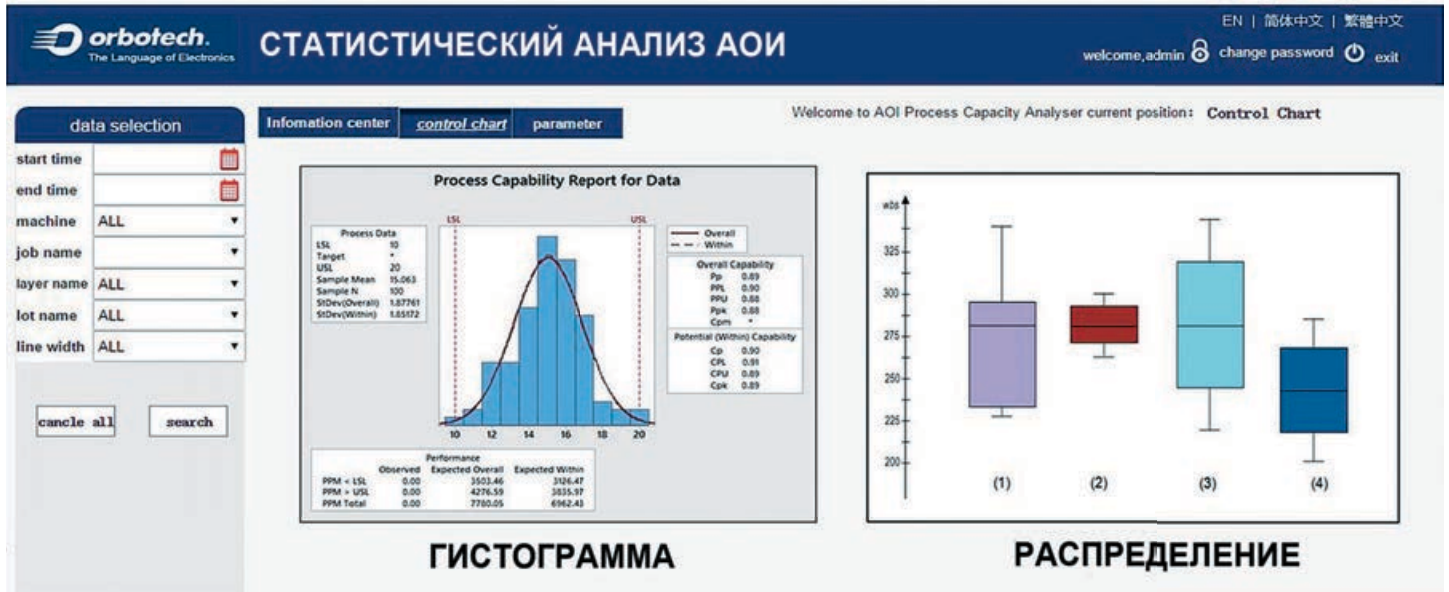 orbotech.
The Language of Electronics
СТАТИСТИЧЕСКИЙ АНАЛИЗ АОИ
EN | 简体中文 | 繁體中文
welcome,admin change password exit
data selection
start time
end time
machine ALL
job name
layer name ALL
lot name ALL
line width ALL
cancle all search
Infomation center control chart parameter
Welcome to AOI Process Capacity Analyser current position: Control Chart
Process Capability Report for Data
LSL USL
Process Data
LSL 10
Target *
USL 20
Sample Mean 15.063
Sample N 100
StDev(Overall) 1.87761
StDev(Within) 1.85172
Overall
Within
Overall Capability
Pp 0.89
PPL 0.90
PPU 0.88
Ppk 0.88
Cpm *
Potential (Within) Capability
Cp 0.90
CPL 0.91
CPU 0.89
Cpk 0.89
10 12 14 16 18 20
Performance
Observed Expected Overall Expected Within
PPM < LSL 0.00 3503.46 3126.47
PPM > USL 0.00 4276.59 3835.97
PPM Total 0.00 7780.05 6962.43
ГИСТОГРАММА
325
300
275
250
225
200
(1) (2) (3) (4)
РАСПРЕДЕЛЕНИЕ